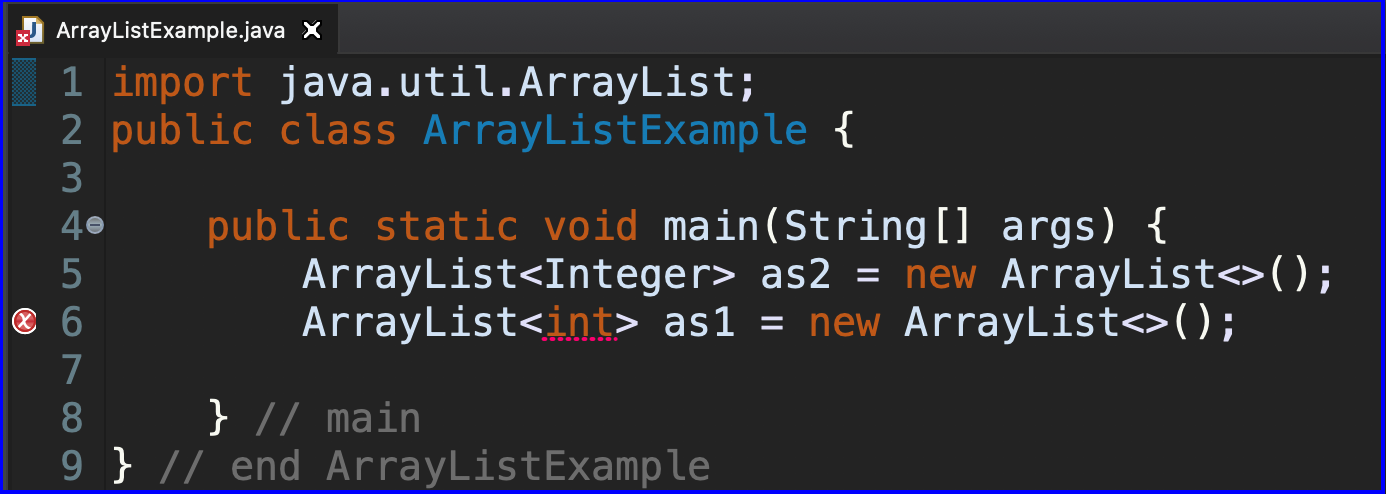 ArrayListExample.java
1 import java.util.ArrayList;
2 public class ArrayListExample {
3
4 public static void main(String[] args) {
5 ArrayList<Integer> as2 = new ArrayList<>();
6 ArrayList<int> as1 = new ArrayList<>();
7
8 } // main
9 } // end ArrayListExample